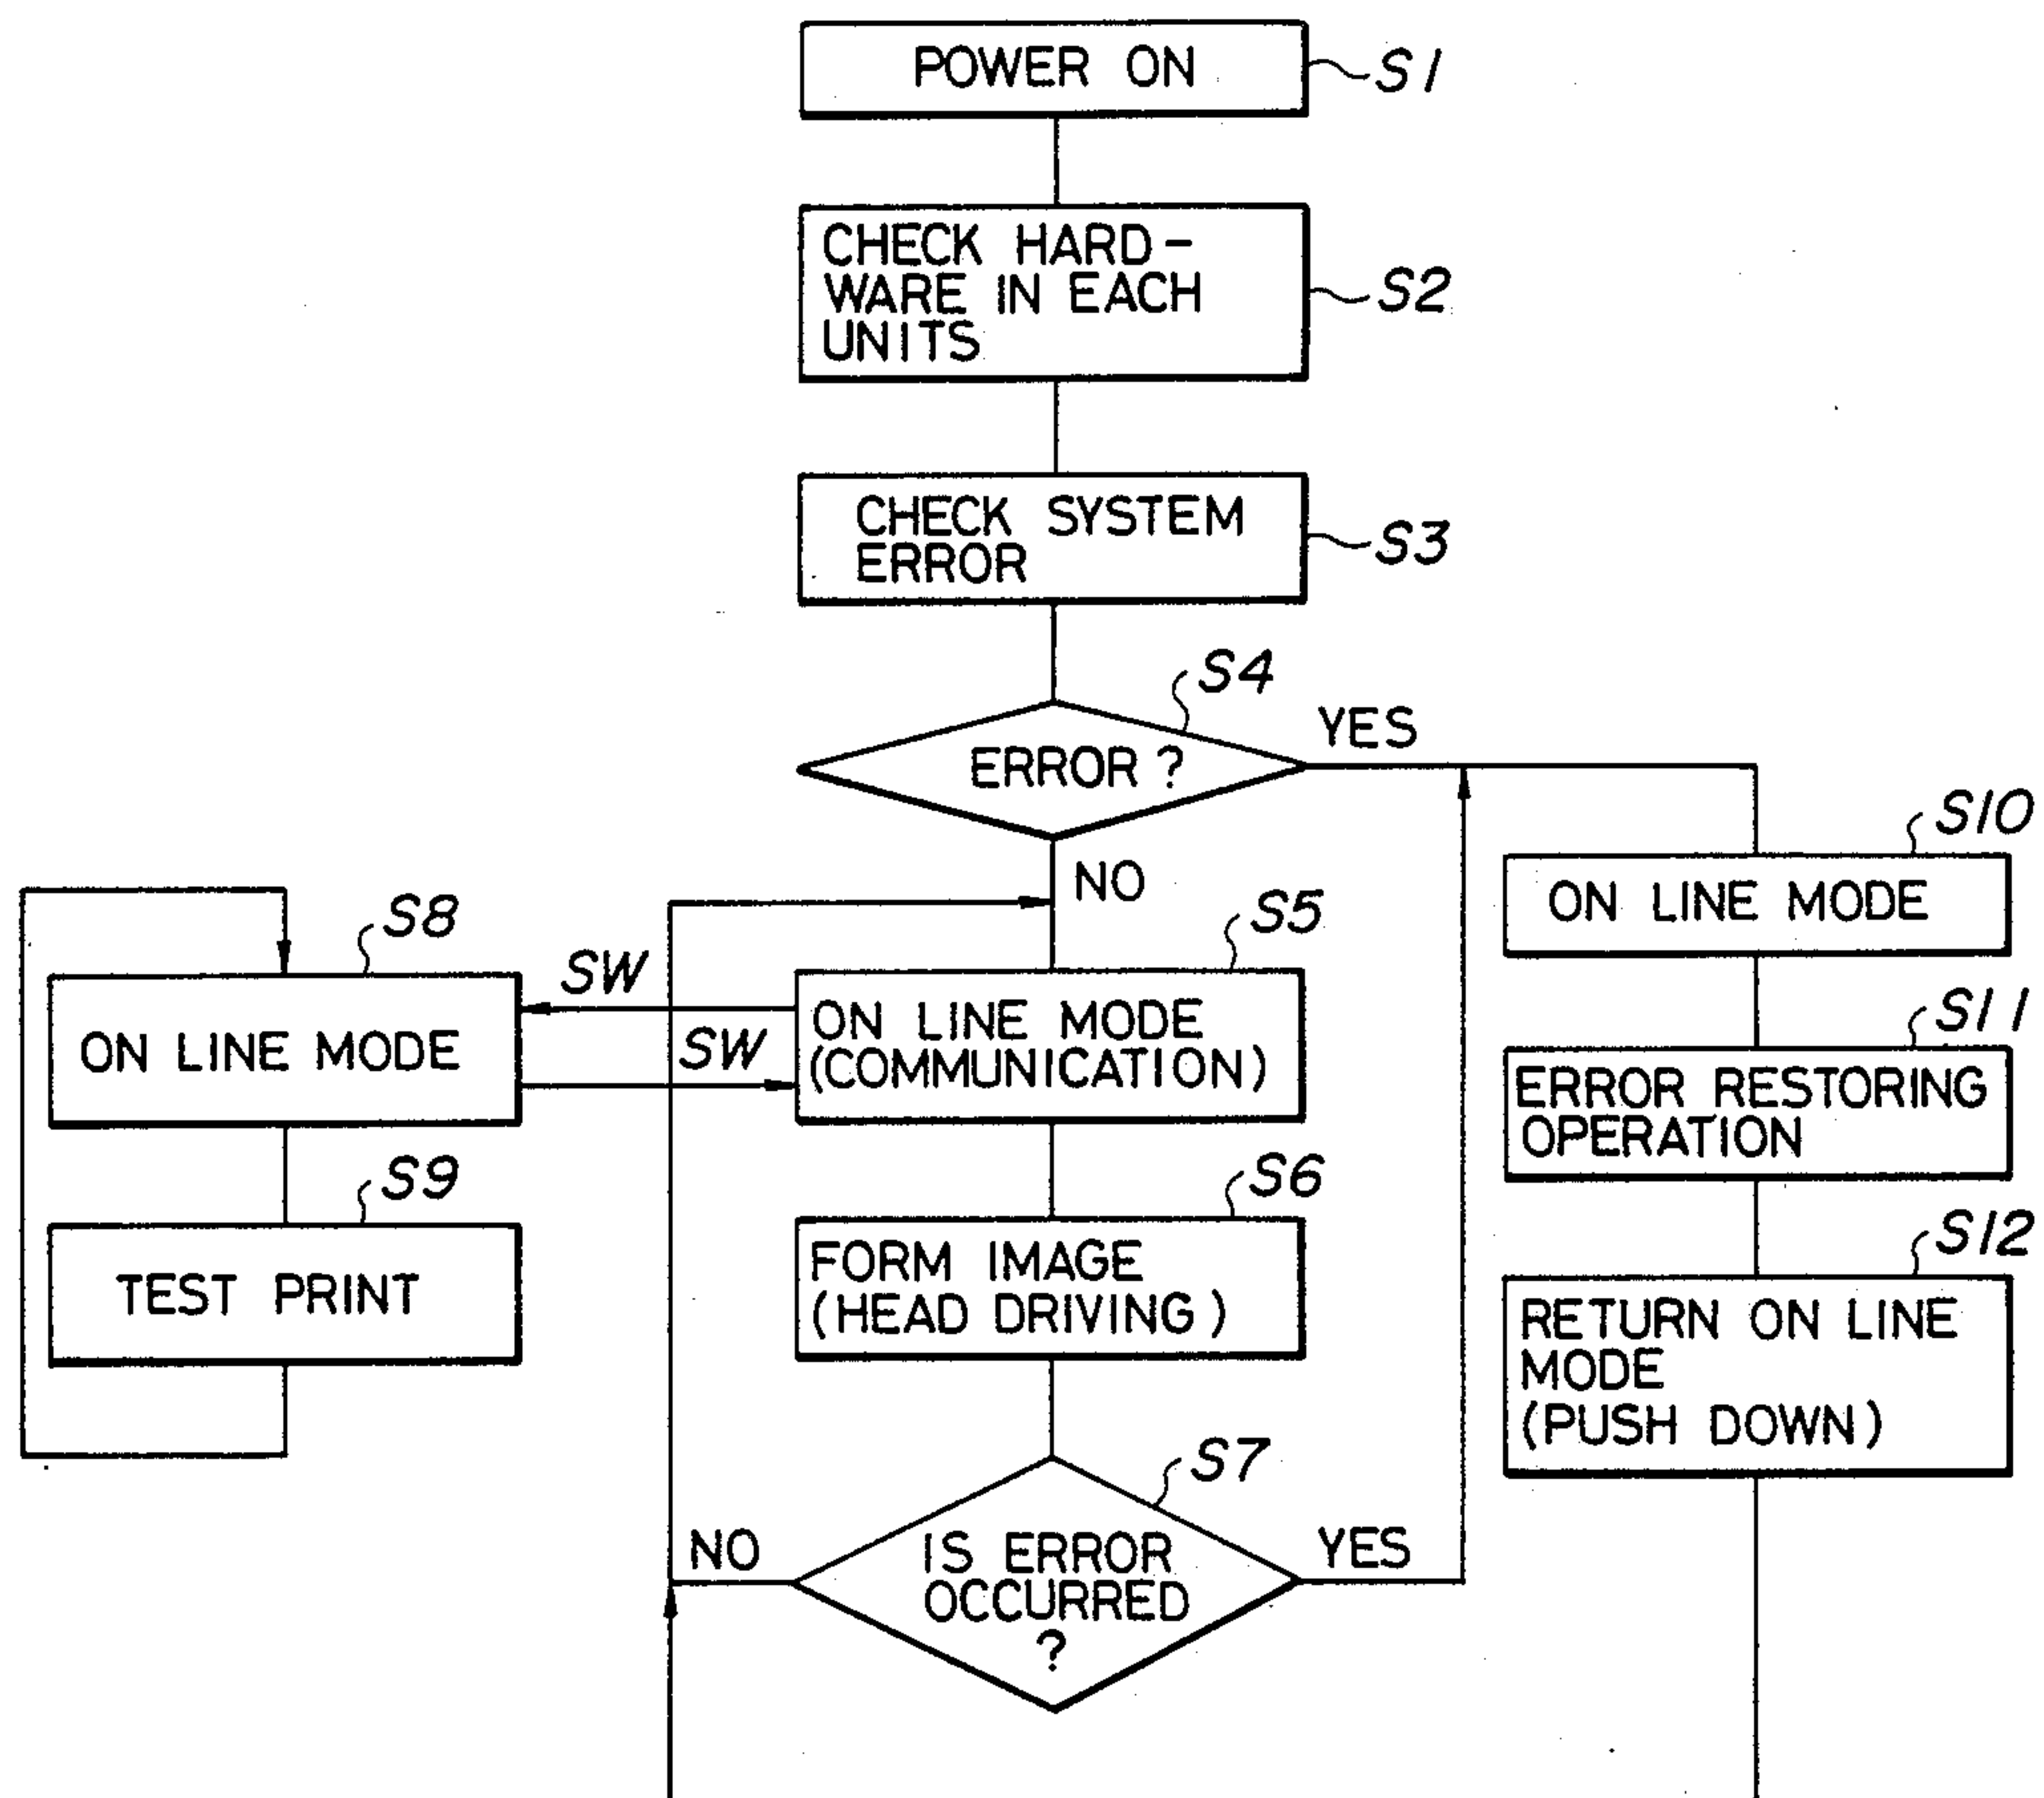 POWER ON
S1
CHECK HARD-
WARE IN EACH
UNITS
S2
CHECK SYSTEM
ERROR
S3
S4
ERROR ?
YES
NO
S5
ON LINE MODE
(COMMUNICATION)
SW
SW
S6
FORM IMAGE
(HEAD DRIVING)
S7
IS ERROR
OCCURRED
?
NO
YES
S8
ON LINE MODE
S9
TEST PRINT
S10
ON LINE MODE
S11
ERROR RESTORING
OPERATION
S12
RETURN ON LINE
MODE
(PUSH DOWN)